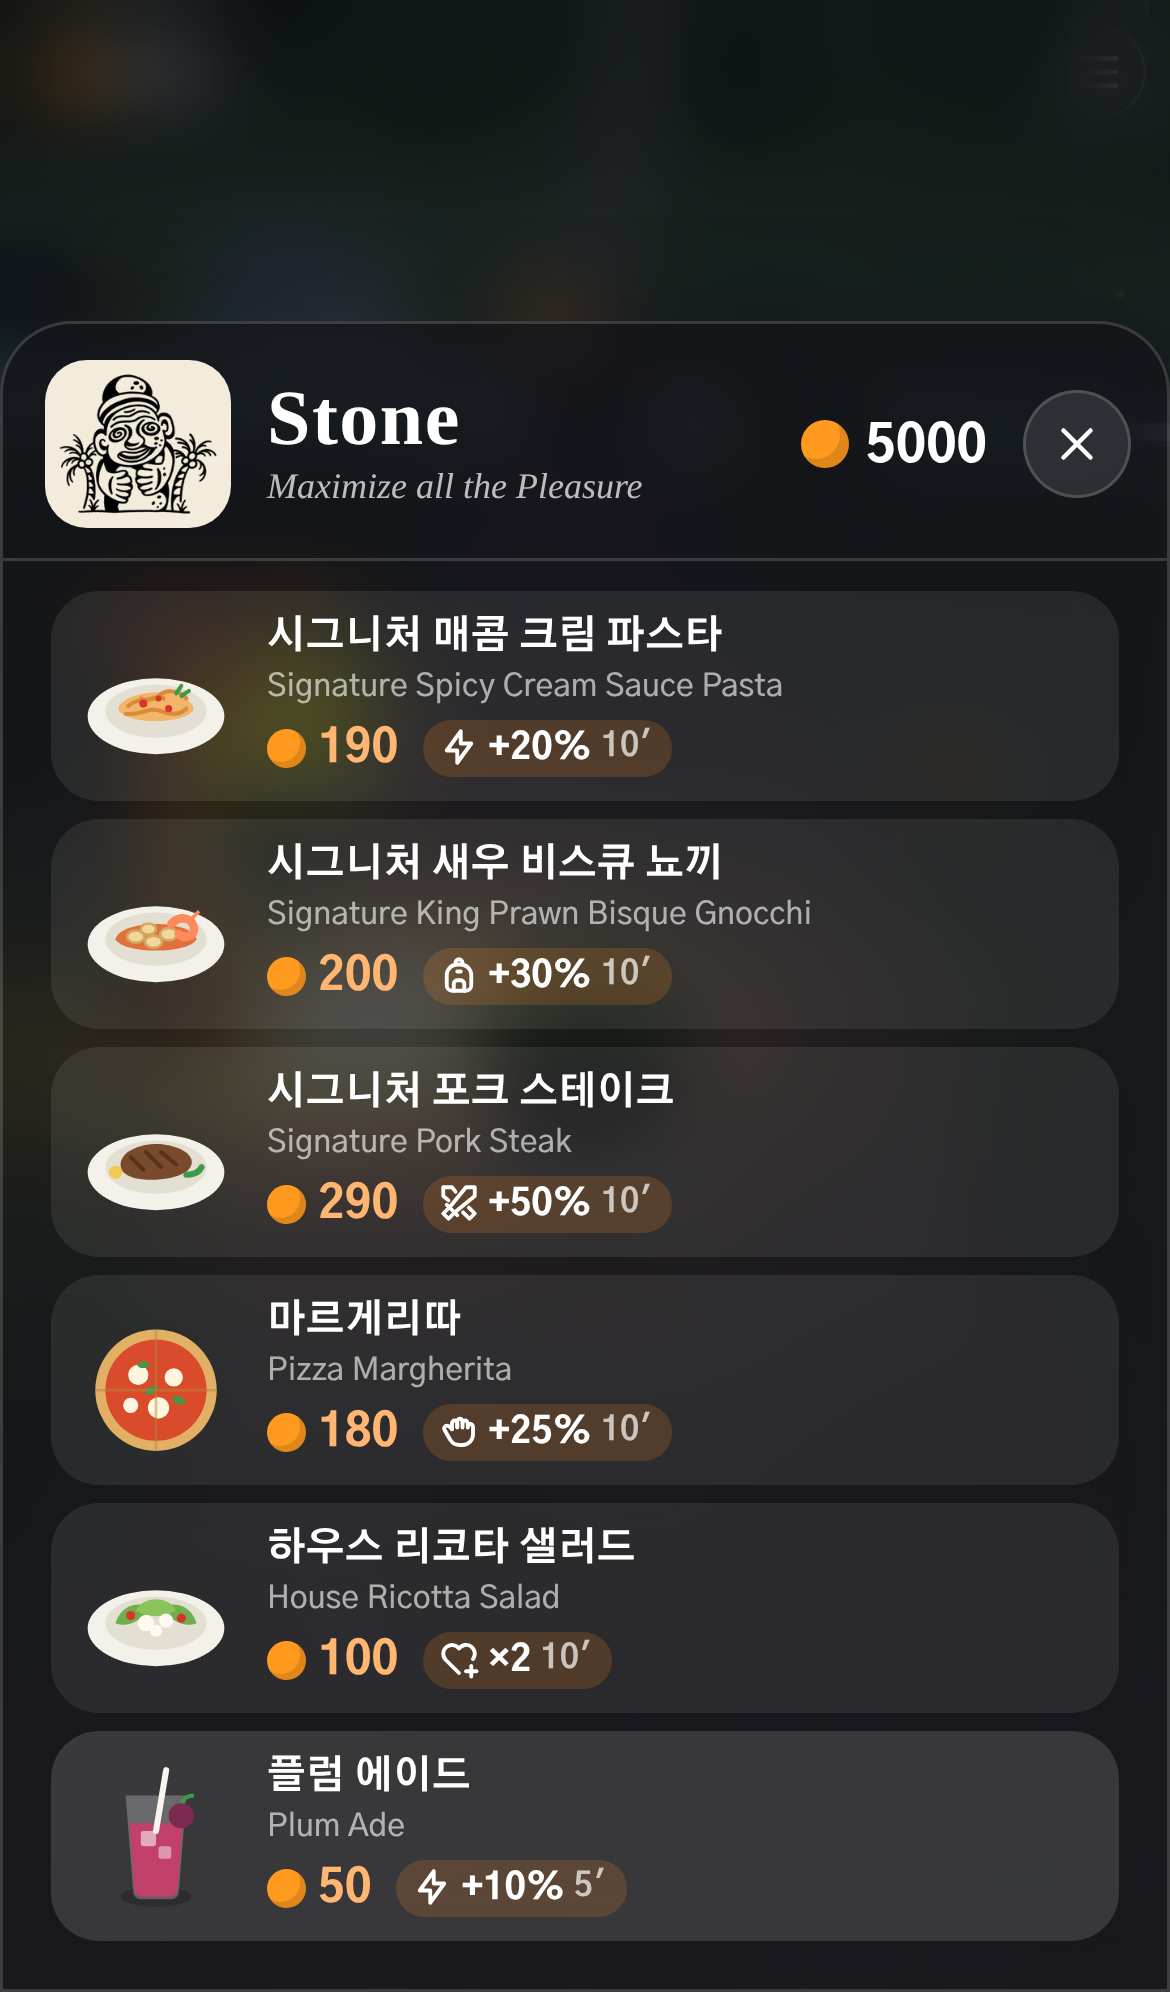 Stone
Maximize all the Pleasure
5000
시그니처 매콤 크림 파스타
Signature Spicy Cream Sauce Pasta
190 +20% 10′
시그니처 새우 비스큐 뇨끼
Signature King Prawn Bisque Gnocchi
200 +30% 10′
시그니처 포크 스테이크
Signature Pork Steak
290 +50% 10′
마르게리따
Pizza Margherita
180 +25% 10′
하우스 리코타 샐러드
House Ricotta Salad
100 ×2 10′
플럼 에이드
Plum Ade
50 +10% 5′